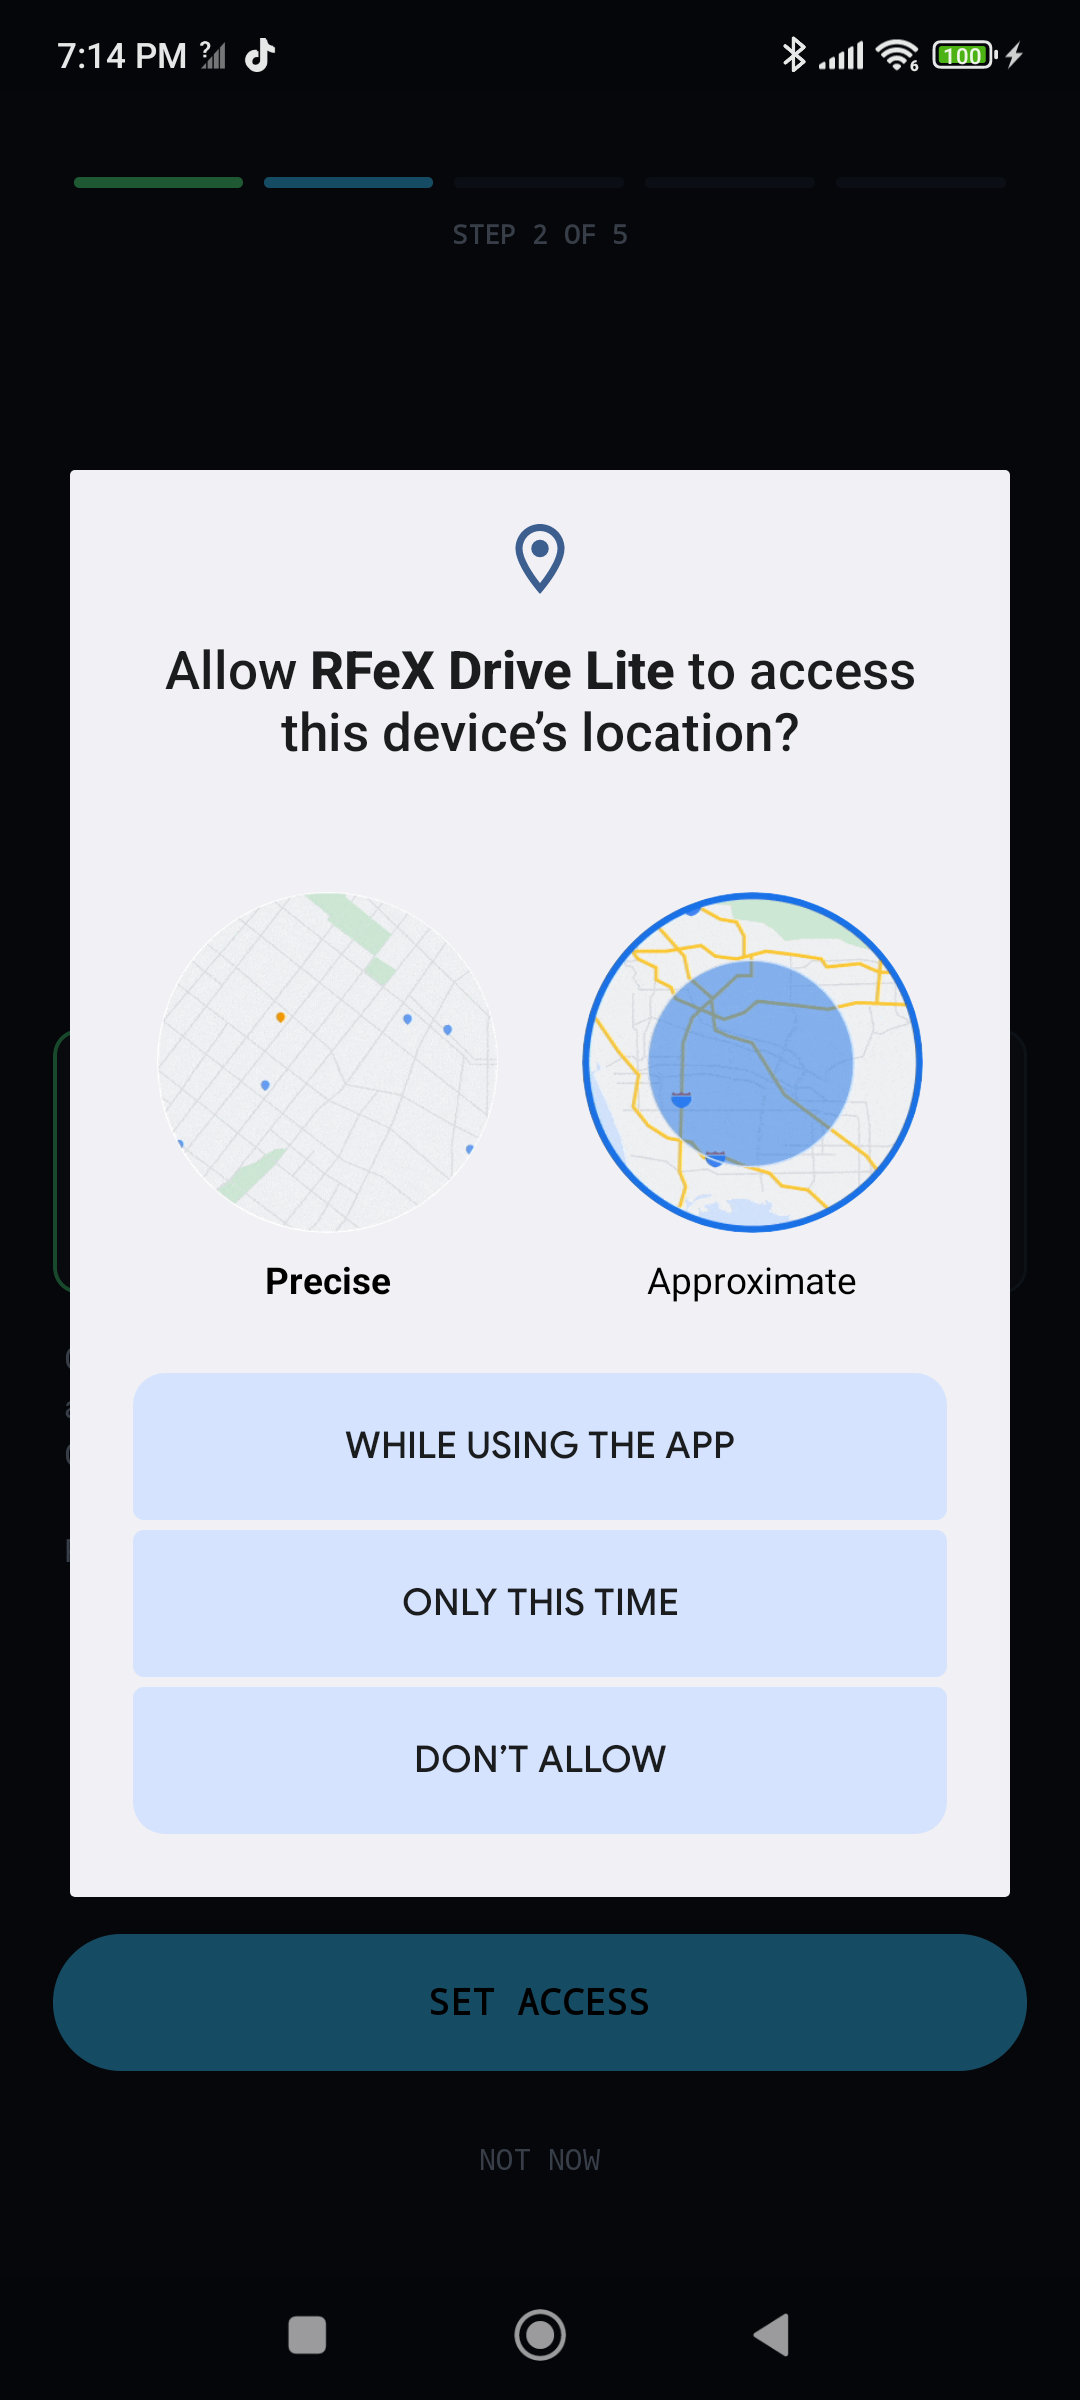 7:14 PM
100
STEP 2 OF 5
Allow RFeX Drive Lite to access
this device’s location?
Precise
Approximate
WHILE USING THE APP
ONLY THIS TIME
DON’T ALLOW
SET ACCESS
NOT NOW